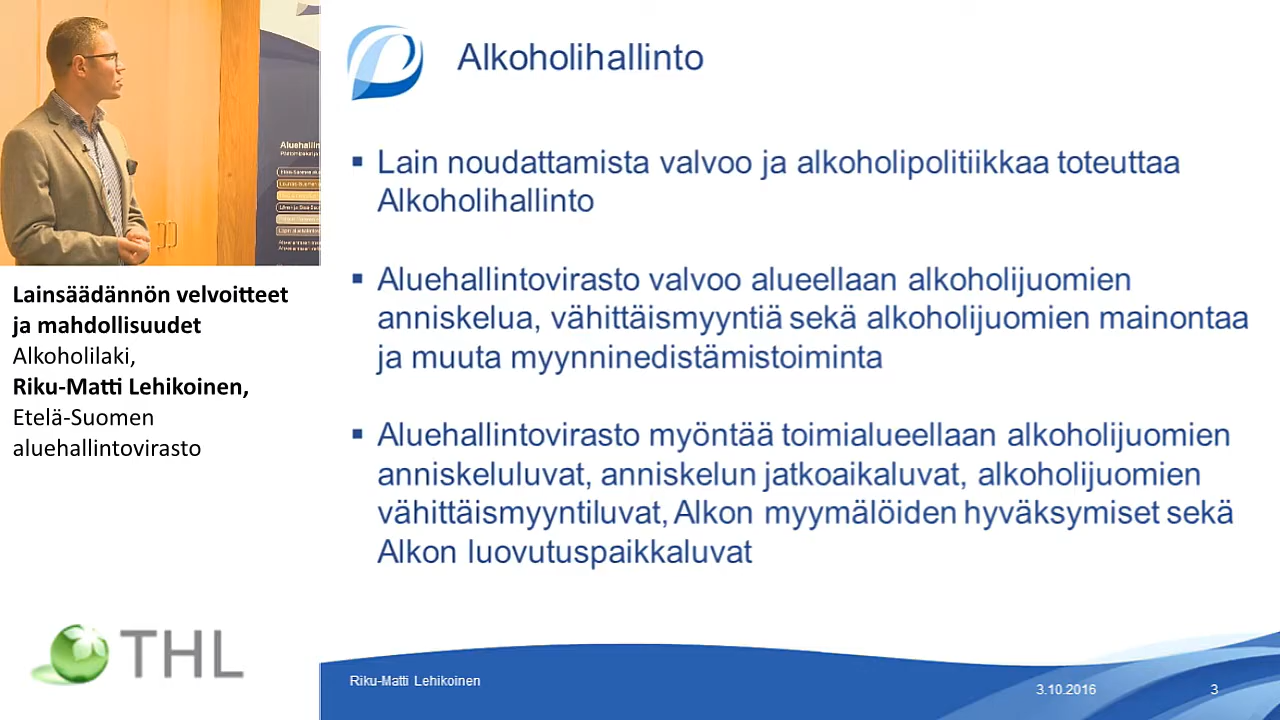 Aluehallin
Lainsäädännön velvoitteet
ja mahdollisuudet
Alkoholilaki,
Riku-Matti Lehikoinen,
Etelä-Suomen
aluehallintovirasto
THL
Alkoholihallinto
▪ Lain noudattamista valvoo ja alkoholipolitiikkaa toteuttaa
Alkoholihallinto
▪ Aluehallintovirasto valvoo alueellaan alkoholijuomien
anniskelua, vähittäismyyntiä sekä alkoholijuomien mainontaa
ja muuta myynninedistämistoiminta
▪ Aluehallintovirasto myöntää toimialueellaan alkoholijuomien
anniskeluluvat, anniskelun jatkoaikaluvat, alkoholijuomien
vähittäismyyntiluvat, Alkon myymälöiden hyväksymiset sekä
Alkon luovutuspaikkaluvat
Riku-Matti Lehikoinen
3.10.2016
3